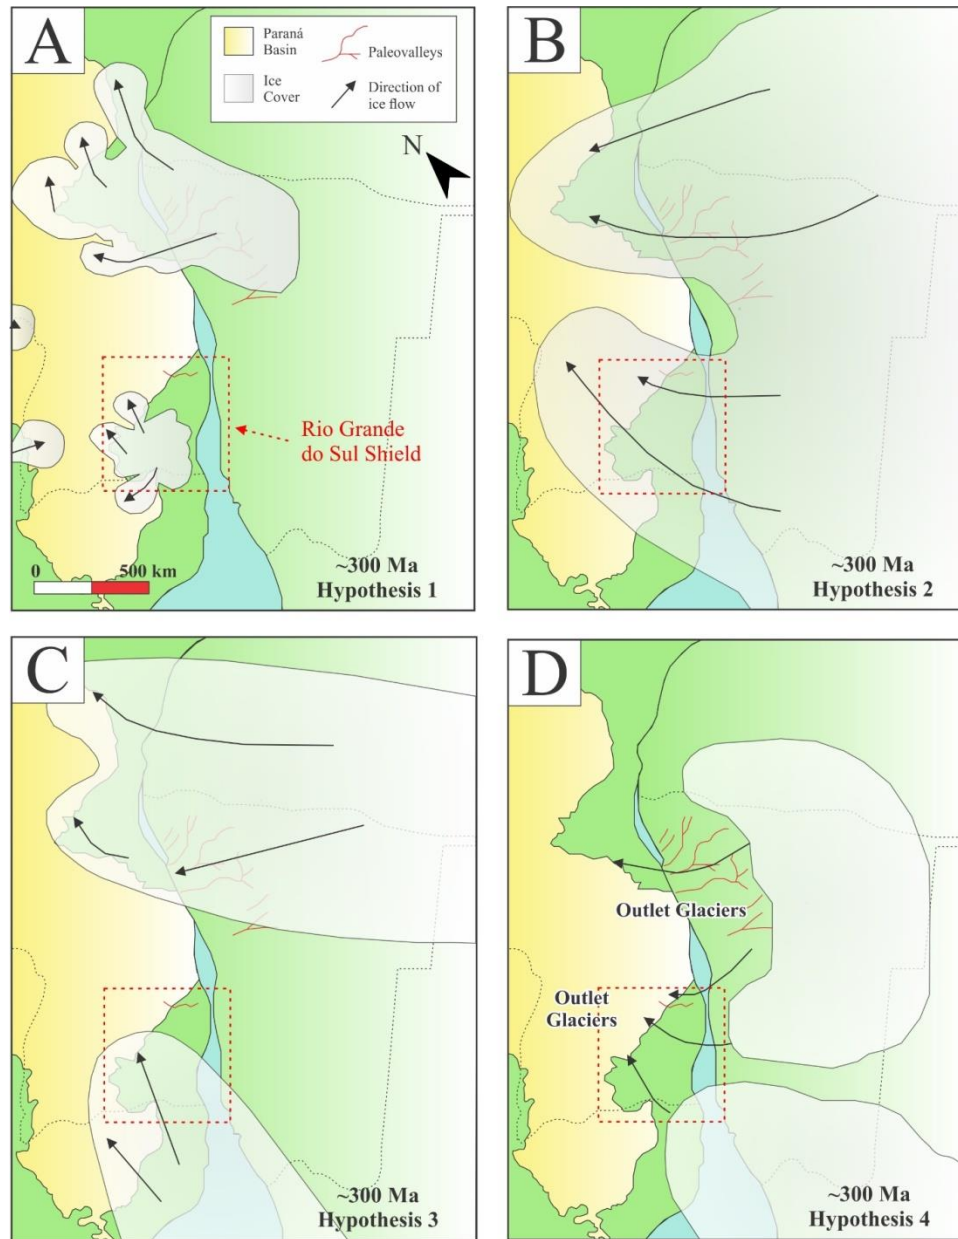 A
Paraná
Basin
Paleovalleys
Ice
Cover
Direction of
ice flow
N
Rio Grande
do Sul Shield
0 500 km
~300 Ma
Hypothesis 1
B
~300 Ma
Hypothesis 2
C
~300 Ma
Hypothesis 3
D
Outlet Glaciers
Outlet
Glaciers
~300 Ma
Hypothesis 4